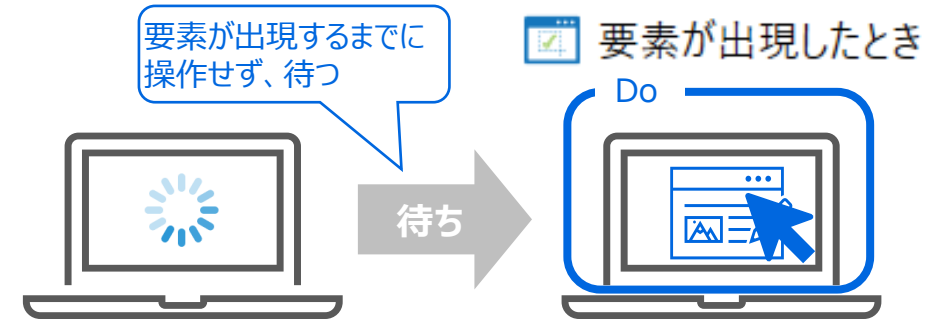 要素が出現するまでに
操作せず、待つ
要素が出現したとき
Do
待ち